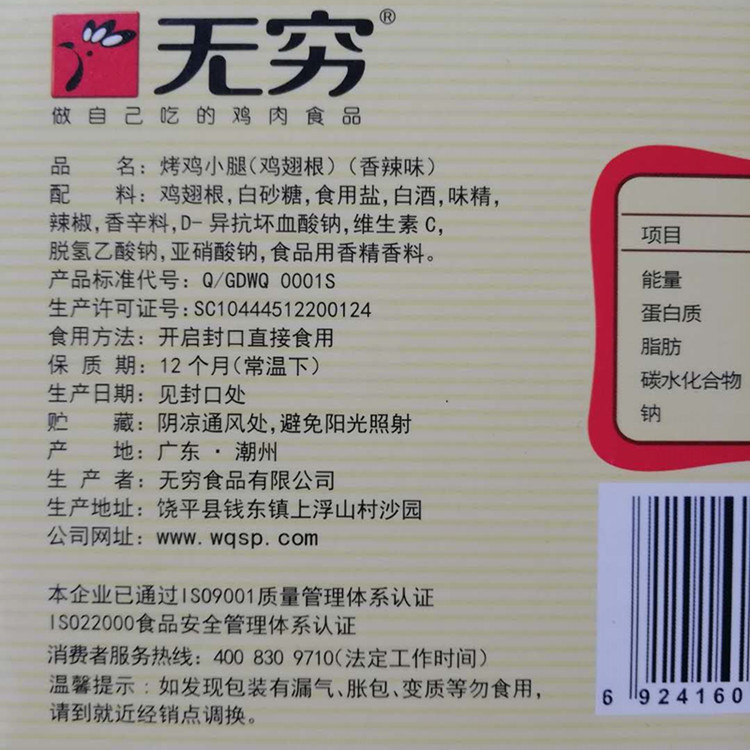 无穷®
做自己吃的鸡肉食品
品 名：烤鸡小腿(鸡翅根)(香辣味)
配 料：鸡翅根,白砂糖,食用盐,白酒,味精,
辣椒,香辛料,D-异抗坏血酸钠,维生素C,
脱氢乙酸钠,亚硝酸钠,食品用香精香料。
产品标准代号：Q/GDWQ 0001S
生产许可证号：SC10444512200124
食用方法：开启封口直接食用
保 质 期：12个月(常温下)
生产日期：见封口处
贮 藏：阴凉通风处,避免阳光照射
产 地：广东·潮州
生 产 者：无穷食品有限公司
生产地址：饶平县钱东镇上浮山村沙园
公司网址：www.wqsp.com
本企业已通过ISO9001质量管理体系认证
ISO22000食品安全管理体系认证
消费者服务热线：400 830 9710(法定工作时间)
温馨提示：如发现包装有漏气、胀包、变质等勿食用，
请到就近经销点调换。
项目
能量
蛋白质
脂肪
碳水化合物
钠
6 924160